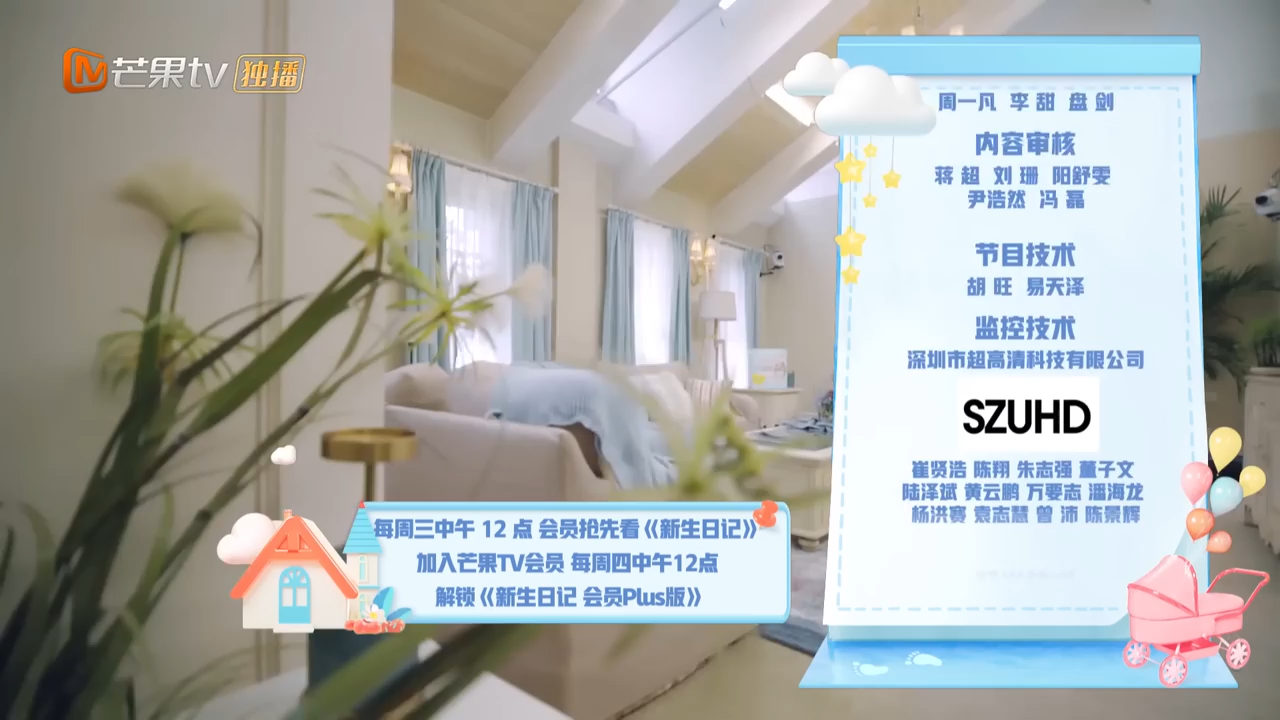 芒果tv 独播
周一凡 李甜 盘剑
内容审核
蒋超 刘珊 阳舒雯
尹浩然 冯磊
节目技术
胡旺 易天泽
监控技术
深圳市超高清科技有限公司
SZUHD
崔贤浩 陈翔 朱志强 董子文
陆泽斌 黄云鹏 万要志 潘海龙
杨洪赛 袁志慧 曾沛 陈景辉
每周三中午 12 点 会员抢先看《新生日记》
加入芒果TV会员 每周四中午12点
解锁《新生日记 会员Plus版》